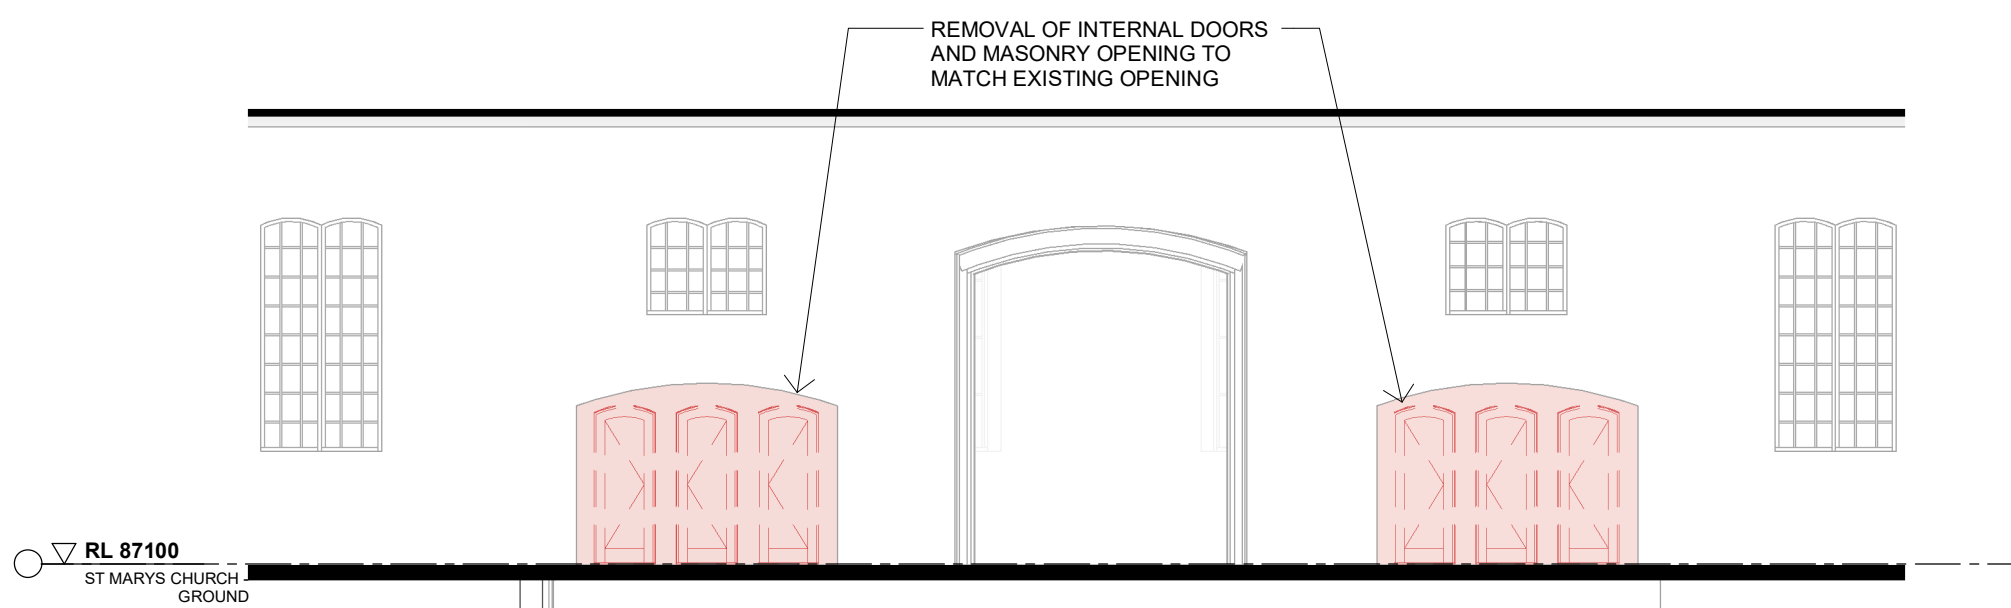 REMOVAL OF INTERNAL DOORS
AND MASONRY OPENING TO
MATCH EXISTING OPENING
RL 87100
ST MARYS CHURCH -
GROUND